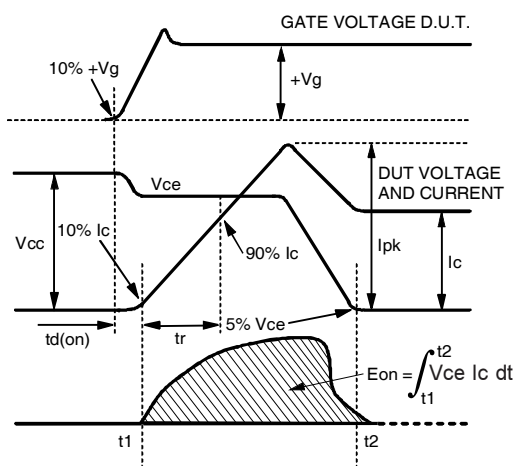 GATE VOLTAGE D.U.T.
10% +Vg
+Vg
Vce
DUT VOLTAGE
AND CURRENT
Vcc
10% Ic
90% Ic
Ipk
Ic
td(on)
tr
5% Vce
Eon = ∫ Vce Ic dt
t2
t1
t1
t2